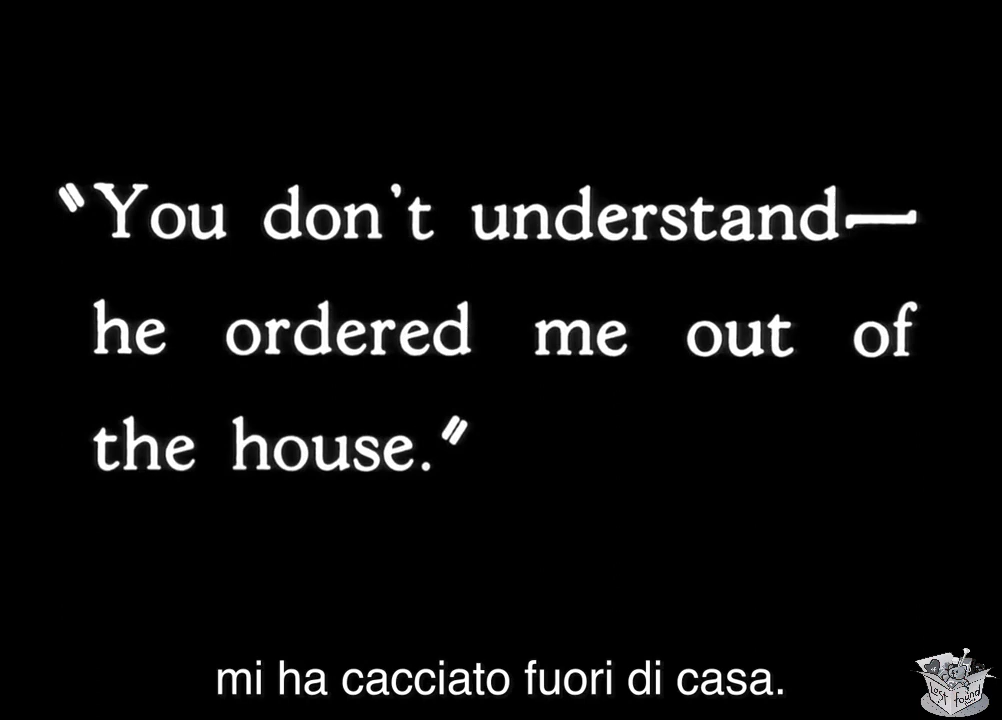 "You don't understand—
he ordered me out of
the house."
mi ha cacciato fuori di casa.
Lost found